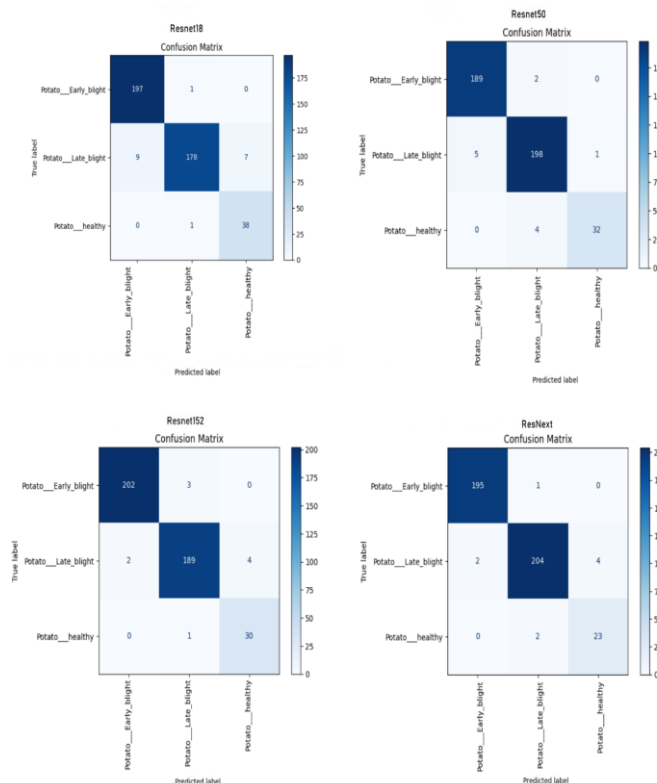 Resnet18
Confusion Matrix
Potato___Early_blight 197 1 0
Potato___Late_blight 9 178 7
Potato___healthy 0 1 38
True label
175
150
125
100
75
50
25
0
Potato___Early_blight
Potato___Late_blight
Potato___healthy
Predicted label
Resnet50
Confusion Matrix
Potato___Early_blight 189 2 0
Potato___Late_blight 5 198 1
Potato___healthy 0 4 32
True label
Potato___Early_blight
Potato___Late_blight
Potato___healthy
Predicted label
Resnet152
Confusion Matrix
Potato___Early_blight 202 3 0
Potato___Late_blight 2 189 4
Potato___healthy 0 1 30
True label
200
175
150
125
100
75
50
25
0
Potato___Early_blight
Potato___Late_blight
Potato___healthy
Predicted label
ResNext
Confusion Matrix
Potato___Early_blight 195 1 0
Potato___Late_blight 2 204 4
Potato___healthy 0 2 23
True label
Potato___Early_blight
Potato___Late_blight
Potato___healthy
Predicted label